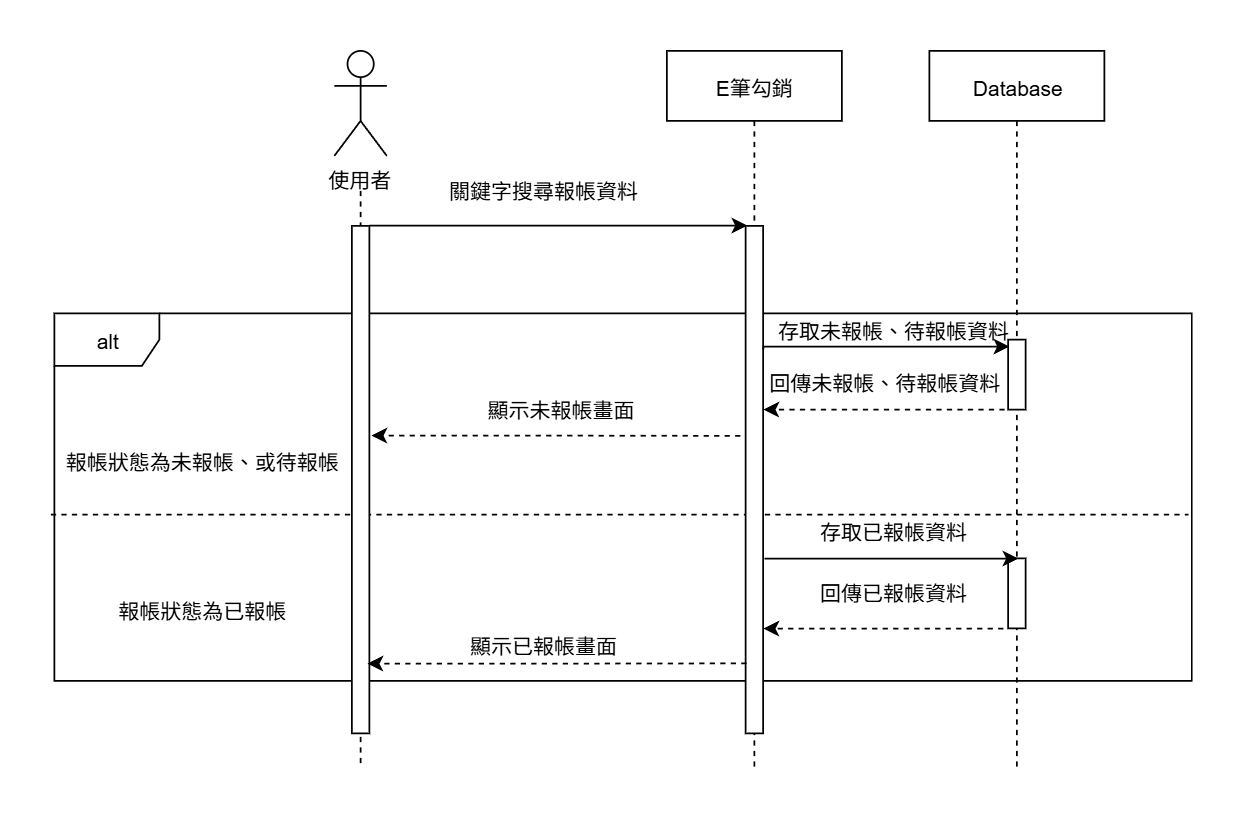 E筆勾銷
Database
使用者
關鍵字搜尋報帳資料
alt
存取未報帳、待報帳資料
回傳未報帳、待報帳資料
顯示未報帳畫面
報帳狀態為未報帳、或待報帳
存取已報帳資料
回傳已報帳資料
報帳狀態為已報帳
顯示已報帳畫面